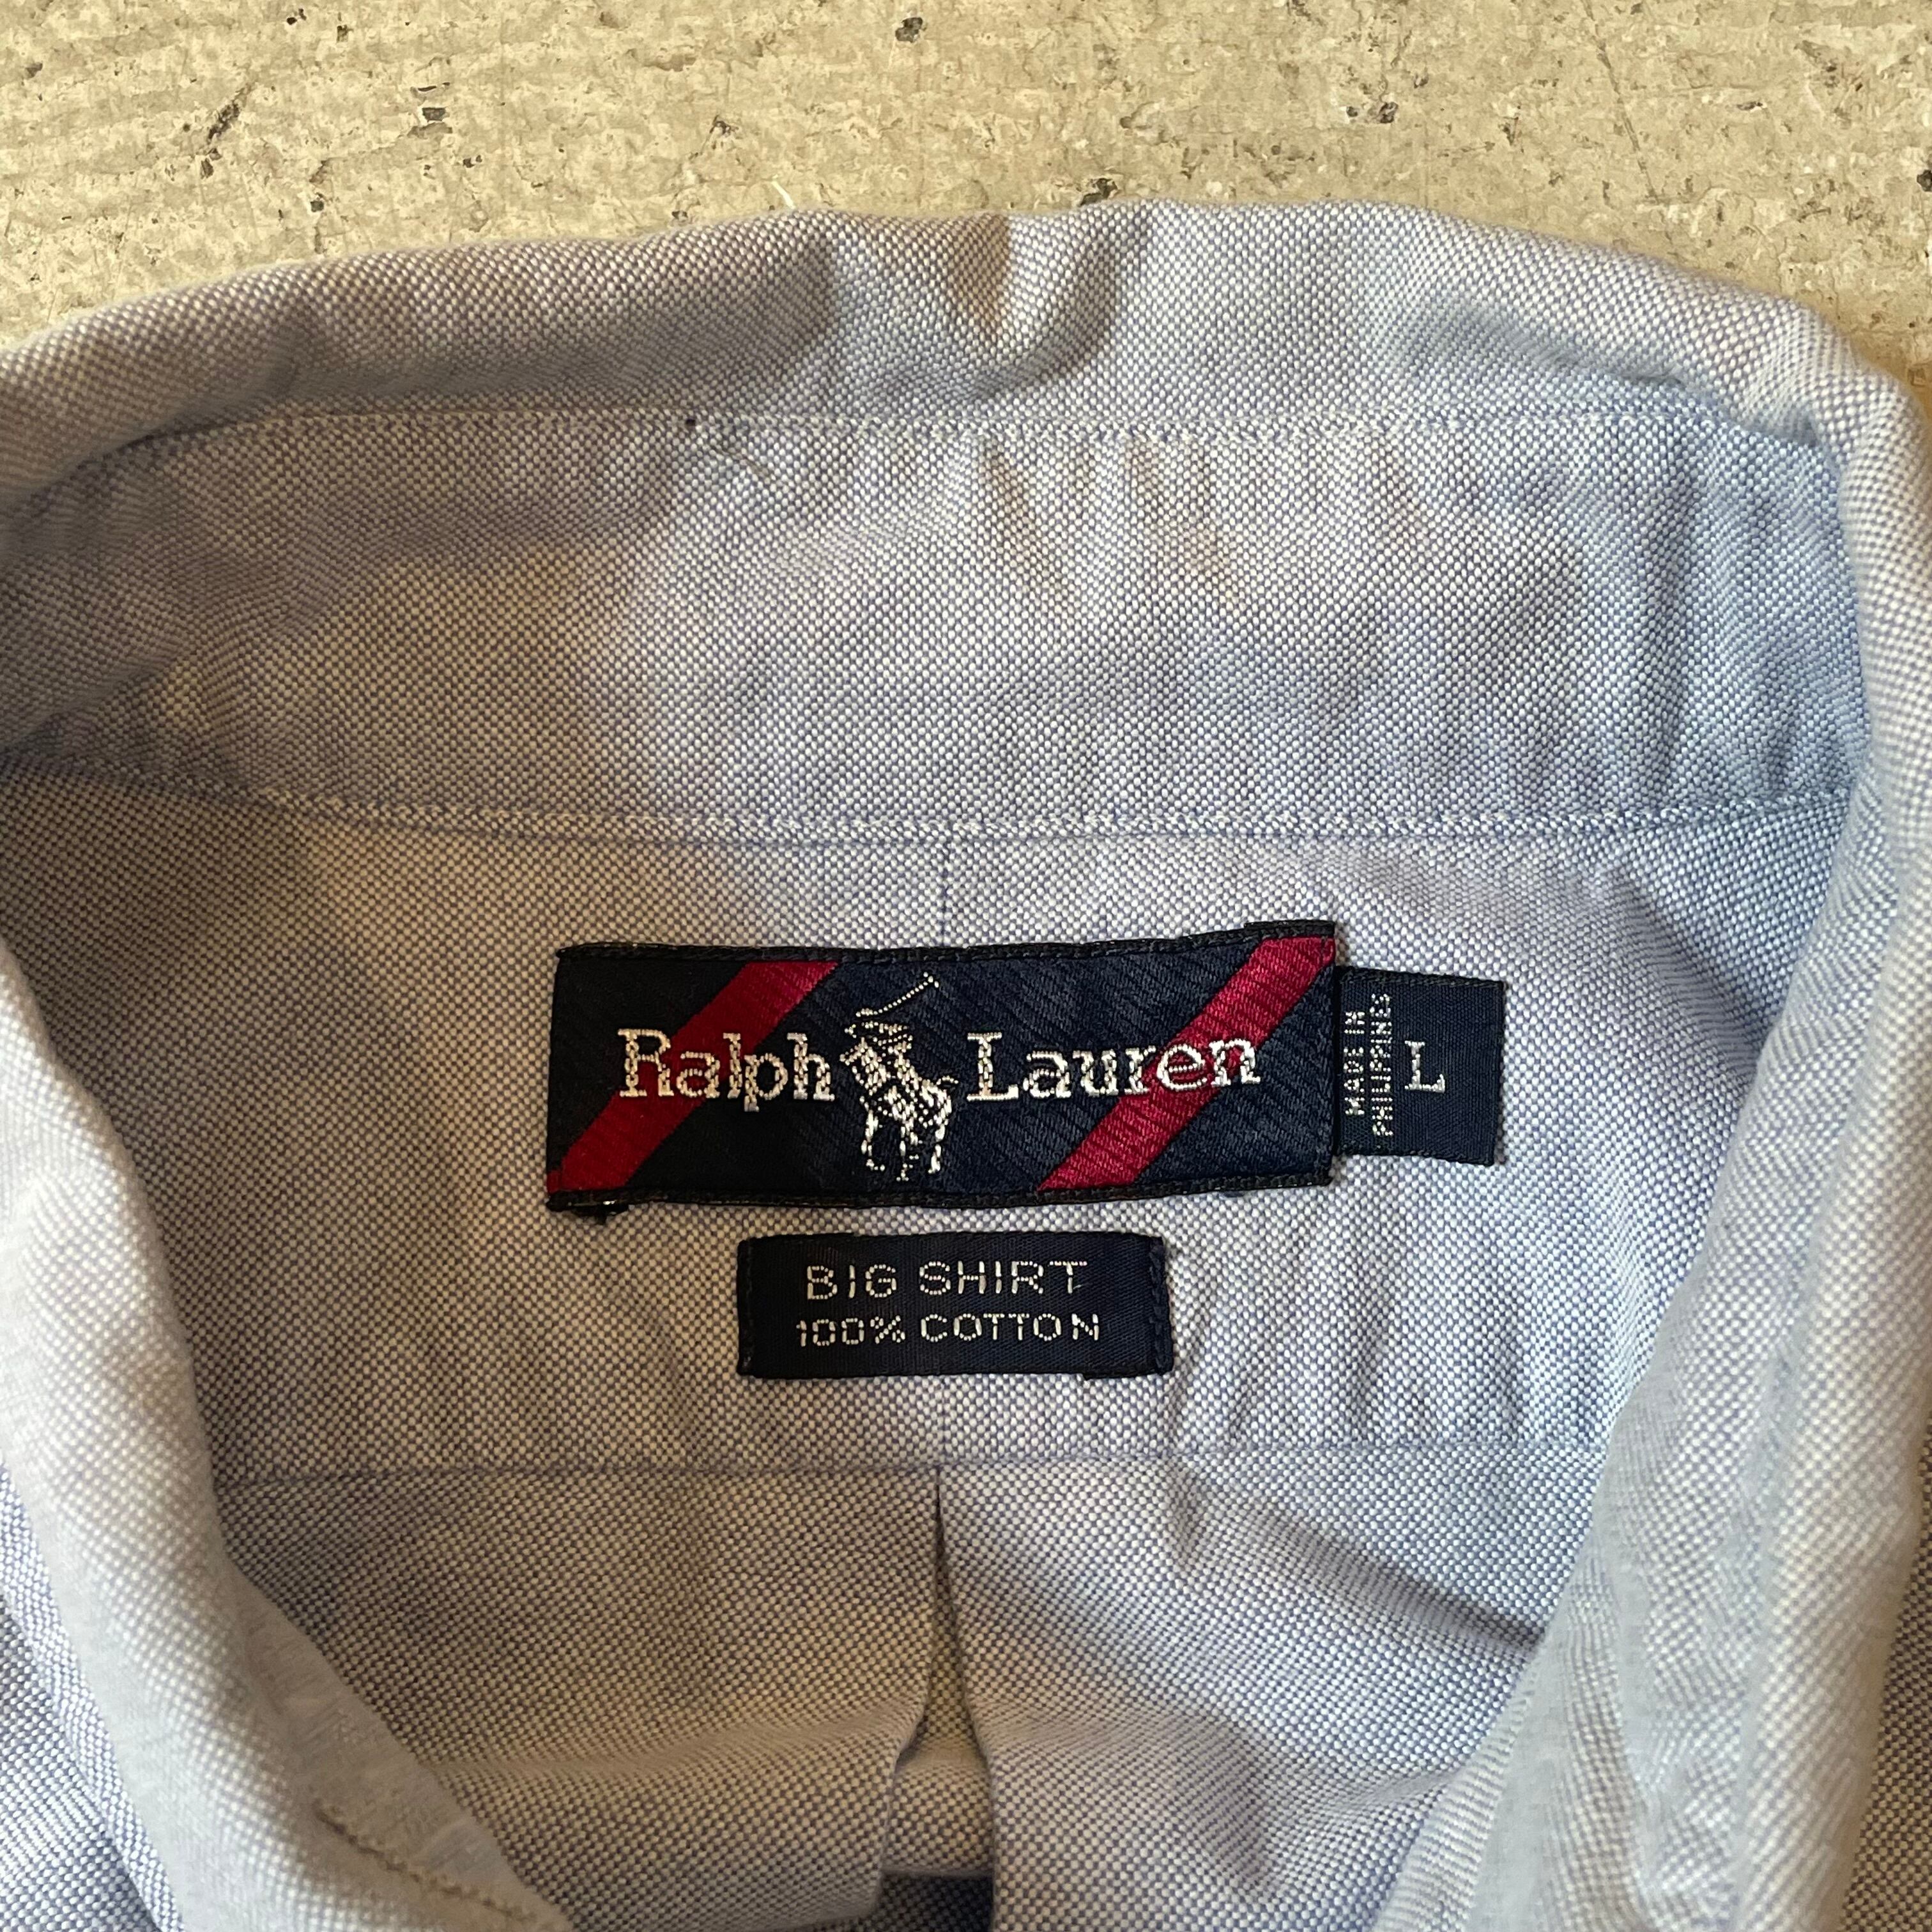 Ralph Lauren
MADE IN
PHILIPPINES
L
BIG SHIRT
100% COTTON